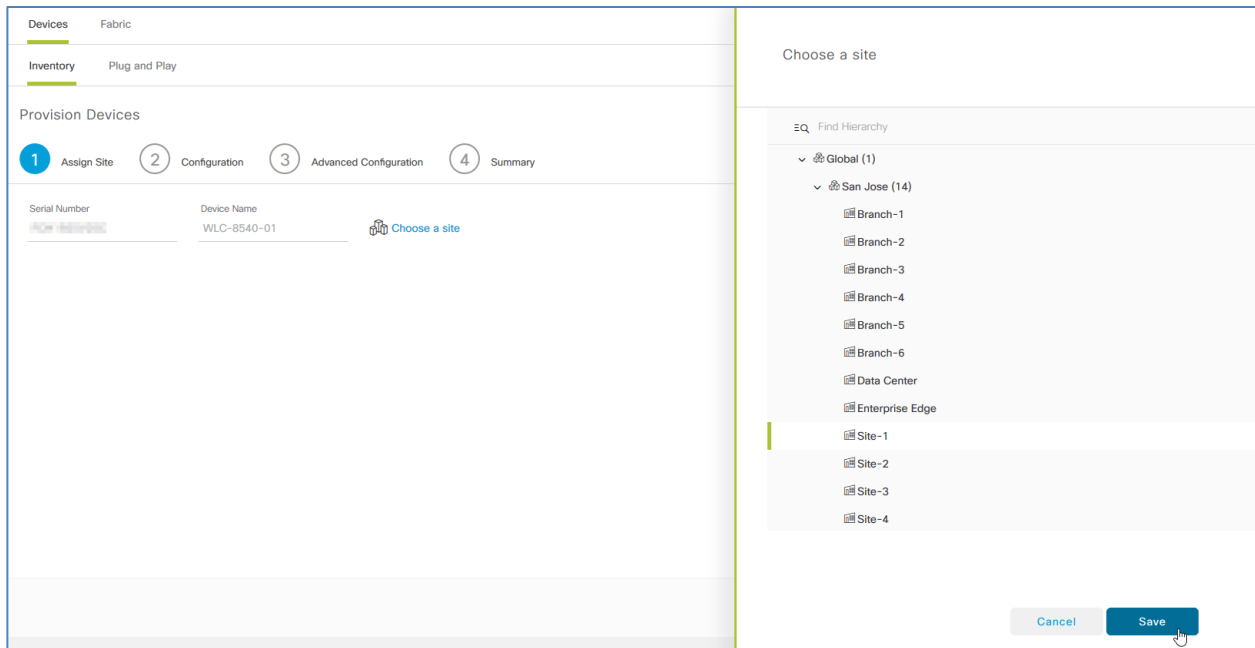 Devices Fabric
Inventory Plug and Play
Provision Devices
1 Assign Site 2 Configuration 3 Advanced Configuration 4 Summary
Serial Number Device Name
WLC-8540-01 Choose a site
Choose a site
Find Hierarchy
Global (1)
San Jose (14)
Branch-1
Branch-2
Branch-3
Branch-4
Branch-5
Branch-6
Data Center
Enterprise Edge
Site-1
Site-2
Site-3
Site-4
Cancel Save